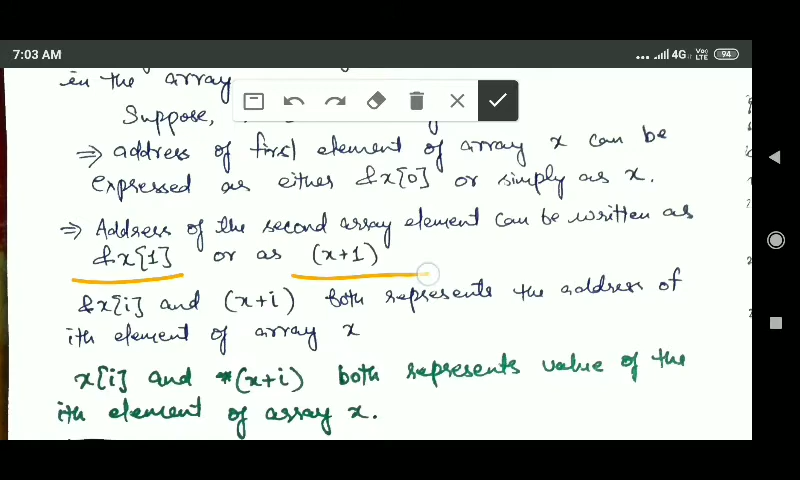 7:03 AM
4G
Vo)
LTE
94
in the array
Suppose,
⇒ address of first element of array x can be
expressed as either &x[0] or simply as x.
⇒ Address of the second array element can be written as
&x[1] or as (x+1)
&x[i] and (x+i) both represents the address of
ith element of array x
x[i] and *(x+i) both represents value of the
ith element of array x.